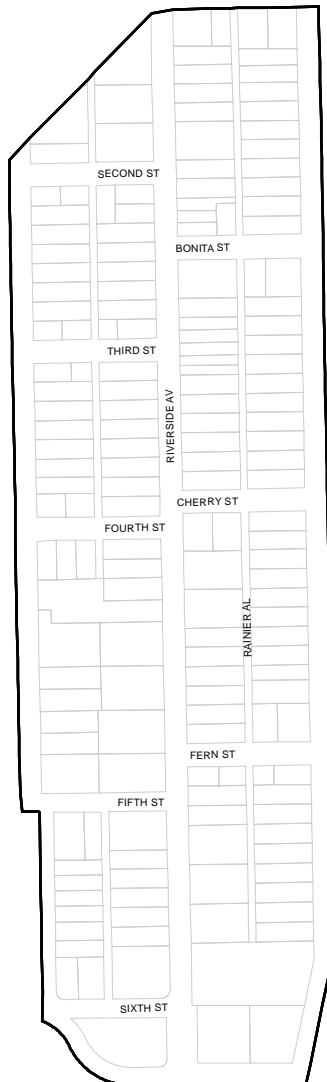 SECOND ST
BONITA ST
THIRD ST
RIVERSIDE AV
CHERRY ST
FOURTH ST
RAINIER AL
FERN ST
FIFTH ST
SIXTH ST